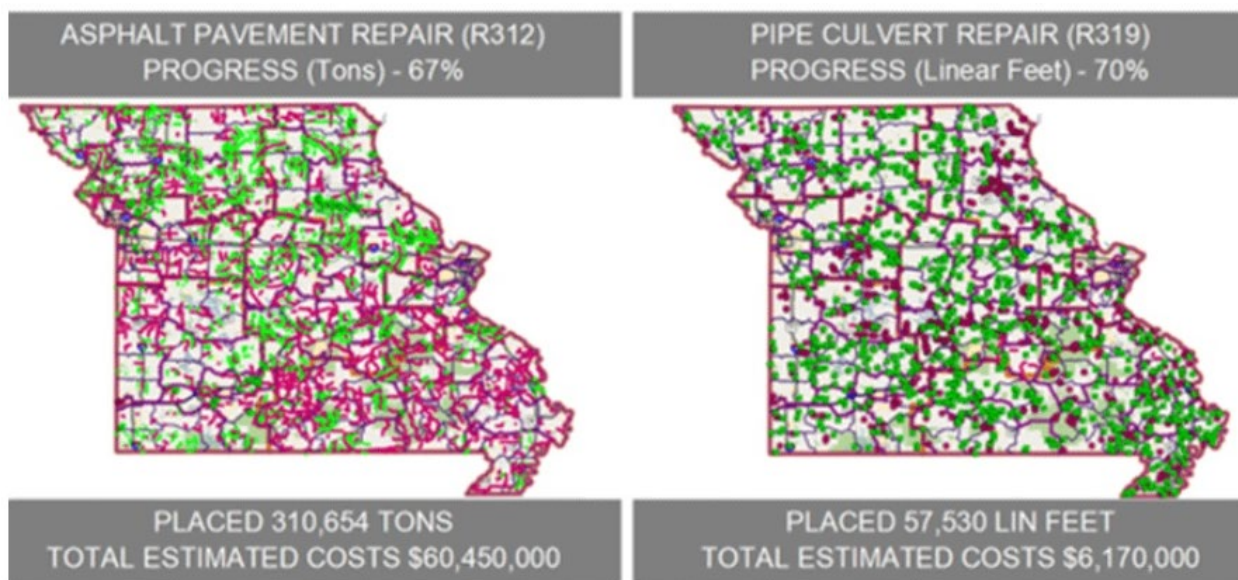 ASPHALT PAVEMENT REPAIR (R312)
PROGRESS (Tons) - 67%
PIPE CULVERT REPAIR (R319)
PROGRESS (Linear Feet) - 70%
PLACED 310,654 TONS
TOTAL ESTIMATED COSTS $60,450,000
PLACED 57,530 LIN FEET
TOTAL ESTIMATED COSTS $6,170,000